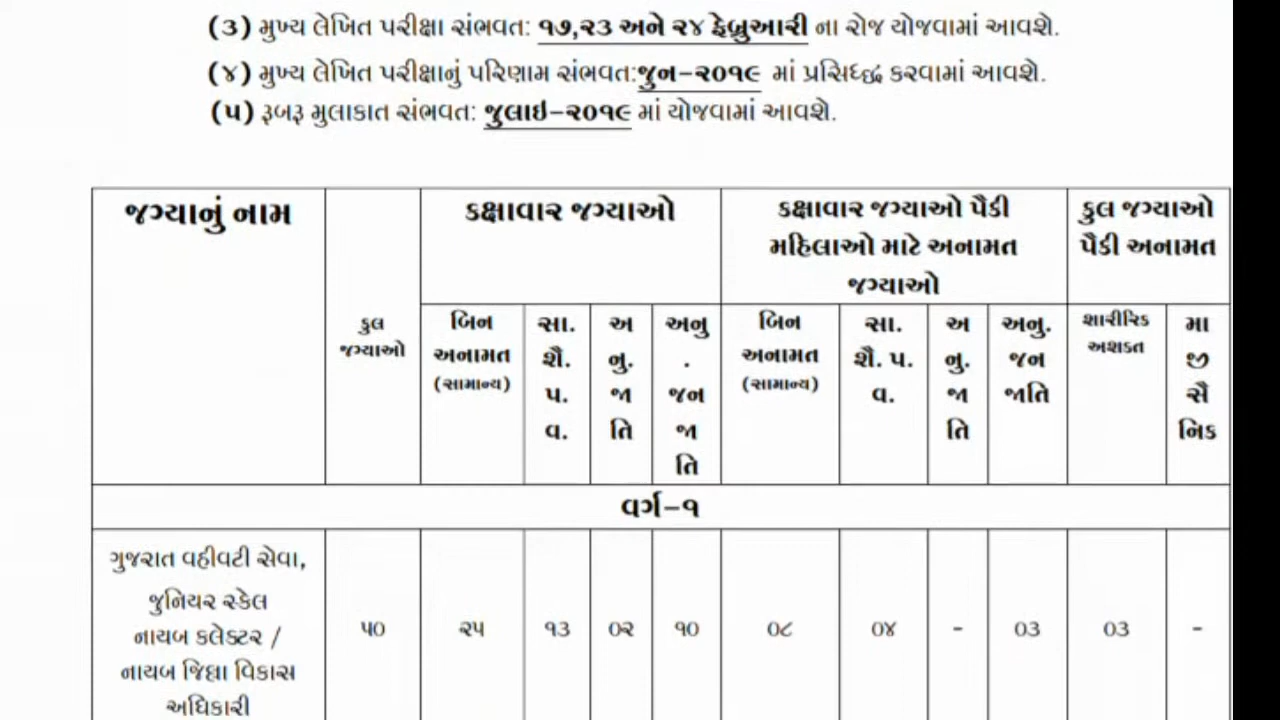 (૩) મુખ્ય લેખિત પરીક્ષા સંભવત: ૧૭,૨૩ અને ૨૪ ફેબ્રુઆરી ના રોજ યોજવામાં આવશે.
(૪) મુખ્ય લેખિત પરીક્ષાનું પરિણામ સંભવત:જુન-૨૦૧૯ માં પ્રસિધ્દ્ધ કરવામાં આવશે.
(૫) રૂબરૂ મુલાકાત સંભવત: જુલાઇ-૨૦૧૯ માં યોજવામાં આવશે.
જગ્યાનું નામ
કુલ
જગ્યાઓ
કક્ષાવાર જગ્યાઓ
કક્ષાવાર જગ્યાઓ પૈકી
મહિલાઓ માટે અનામત
જગ્યાઓ
કુલ જગ્યાઓ
પૈકી અનામત
બિન
અનામત
(સામાન્ય)
સા.
શૈ.
પ.
વ.
અ
નુ.
જા
તિ
અનુ
.
જન
જા
તિ
બિન
અનામત
(સામાન્ય)
સા.
શૈ. પ.
વ.
અ
નુ.
જા
તિ
અનુ.
જન
જાતિ
શારીરિક
અશક્ત
મા
જી
સૈ
નિક
વર્ગ-૧
ગુજરાત વહીવટી સેવા,
જુનિયર સ્કેલ
નાયબ કલેક્ટર /
નાયબ જિલ્લા વિકાસ
અધિકારી
૫૦ ૨૫ ૧૩ ૦૨ ૧૦ ૦૮ ૦૪ - ૦૩ ૦૩ -